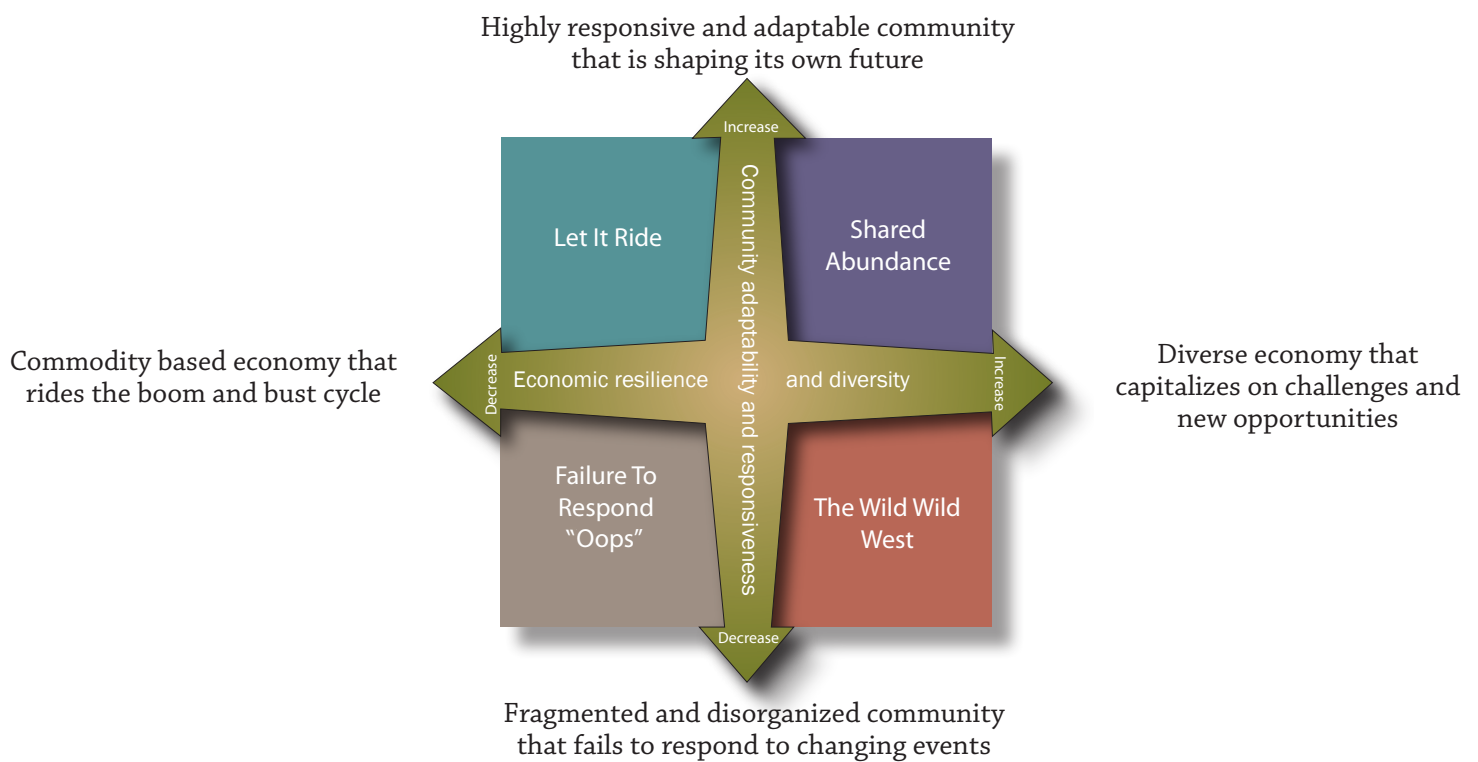 Highly responsive and adaptable community
that is shaping its own future
Increase
Let It Ride
Shared
Abundance
Community adaptability and responsiveness
Commodity based economy that
rides the boom and bust cycle
Decrease
Economic resilience and diversity
Increase
Diverse economy that
capitalizes on challenges and
new opportunities
Failure To
Respond
“Oops”
The Wild Wild
West
Decrease
Fragmented and disorganized community
that fails to respond to changing events